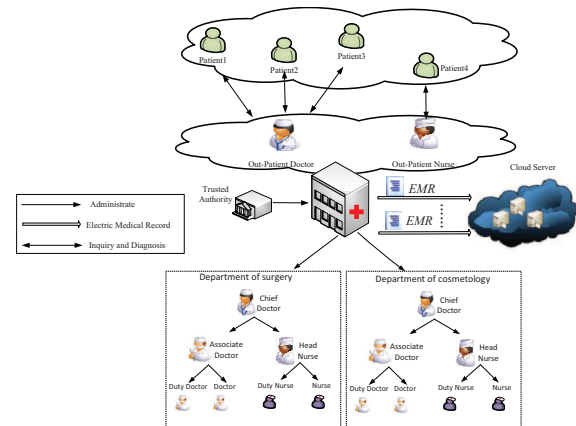 Patient1
Patient2
Patient3
Patient4
Out-Patient Doctor
Out-Patient Nurse
Cloud Server
Trusted
Authority
EMR
EMR
Administrate
Electric Medical Record
Inquiry and Diagnosis
Department of surgery
Chief
Doctor
Associate
Doctor
Head
Nurse
Duty Doctor
Doctor
Duty Nurse
Nurse
Department of cosmetology
Chief
Doctor
Associate
Doctor
Head
Nurse
Duty Doctor
Doctor
Duty Nurse
Nurse